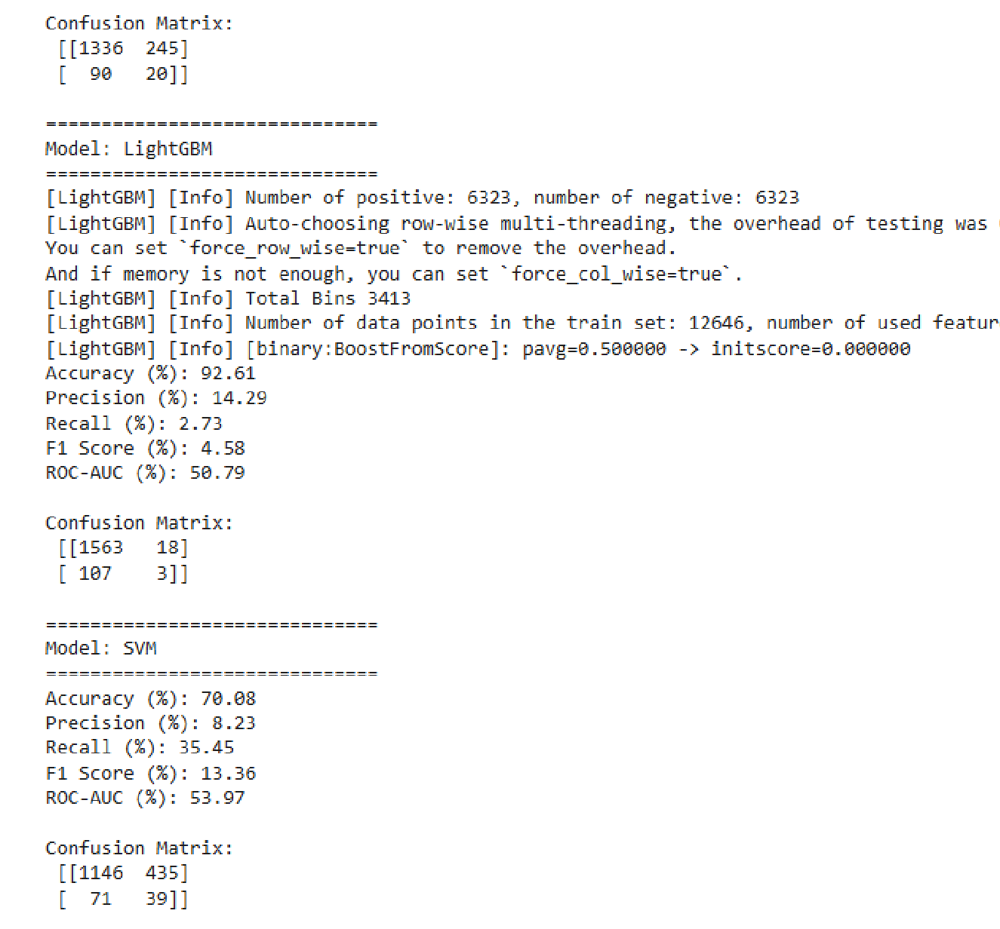 Confusion Matrix:
[[1336 245]
[ 90 20]]
==============================
Model: LightGBM
==============================
[LightGBM] [Info] Number of positive: 6323, number of negative: 6323
[LightGBM] [Info] Auto-choosing row-wise multi-threading, the overhead of testing was
You can set `force_row_wise=true` to remove the overhead.
And if memory is not enough, you can set `force_col_wise=true`.
[LightGBM] [Info] Total Bins 3413
[LightGBM] [Info] Number of data points in the train set: 12646, number of used featur
[LightGBM] [Info] [binary:BoostFromScore]: pavg=0.500000 -> initscore=0.000000
Accuracy (%): 92.61
Precision (%): 14.29
Recall (%): 2.73
F1 Score (%): 4.58
ROC-AUC (%): 50.79
Confusion Matrix:
[[1563 18]
[ 107 3]]
==============================
Model: SVM
==============================
Accuracy (%): 70.08
Precision (%): 8.23
Recall (%): 35.45
F1 Score (%): 13.36
ROC-AUC (%): 53.97
Confusion Matrix:
[[1146 435]
[ 71 39]]